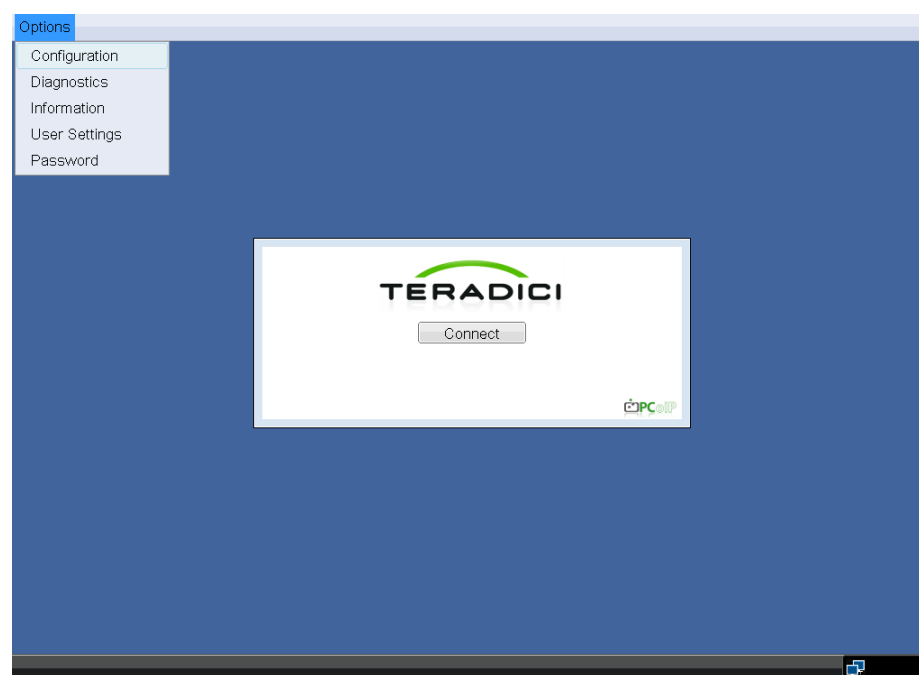 Options
Configuration
Diagnostics
Information
User Settings
Password
TERADICI
Connect
PCoIP